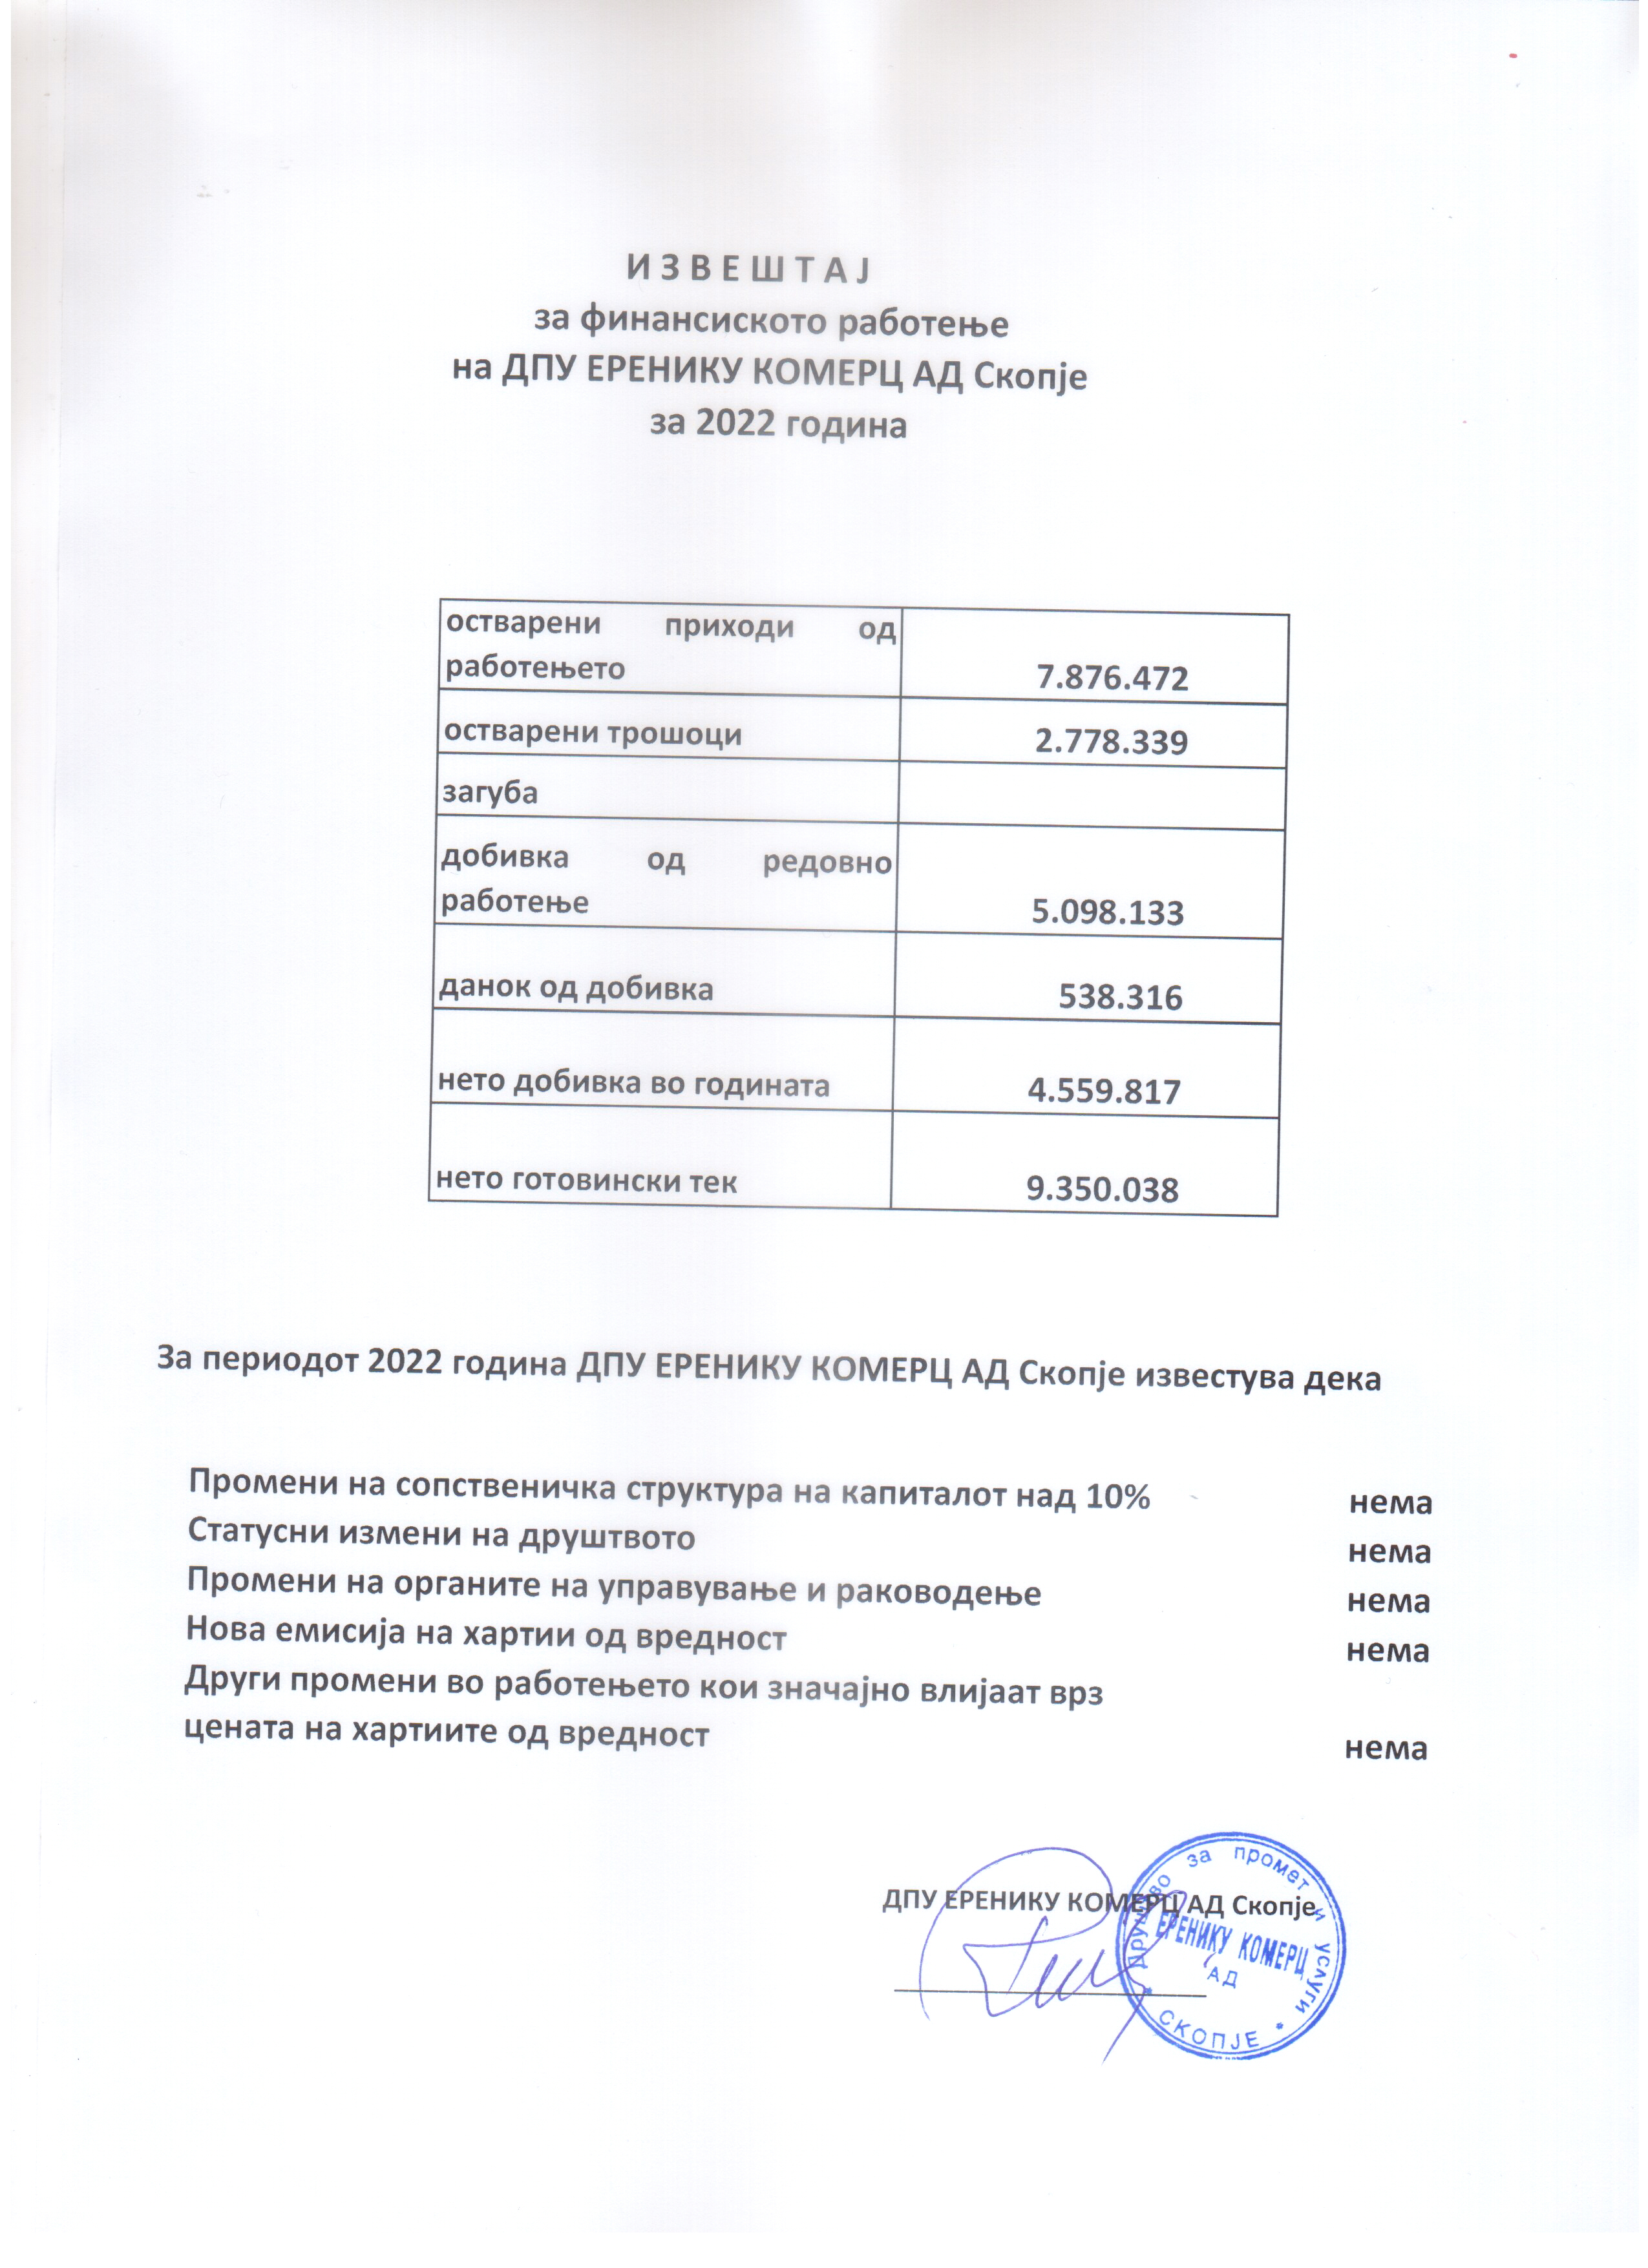 И З В Е Ш Т А Ј
за финансиското работење
на ДПУ ЕРЕНИКУ КОМЕРЦ АД Скопје
за 2022 година
остварени приходи од
работењето 7.876.472
остварени трошоци 2.778.339
загуба
добивка од редовно
работење 5.098.133
данок од добивка 538.316
нето добивка во годината 4.559.817
нето готовински тек 9.350.038
За периодот 2022 година ДПУ ЕРЕНИКУ КОМЕРЦ АД Скопје известува дека
Промени на сопственичка структура на капиталот над 10% нема
Статусни измени на друштвото нема
Промени на органите на управување и раководење нема
Нова емисија на хартии од вредност нема
Други промени во работењето кои значајно влијаат врз
цената на хартиите од вредност нема
ДПУ ЕРЕНИКУ КОМЕРЦ АД Скопје
Друштво за промет и услуги
ЕРЕНИКУ КОМЕРЦ
АД
СКОПЈЕ